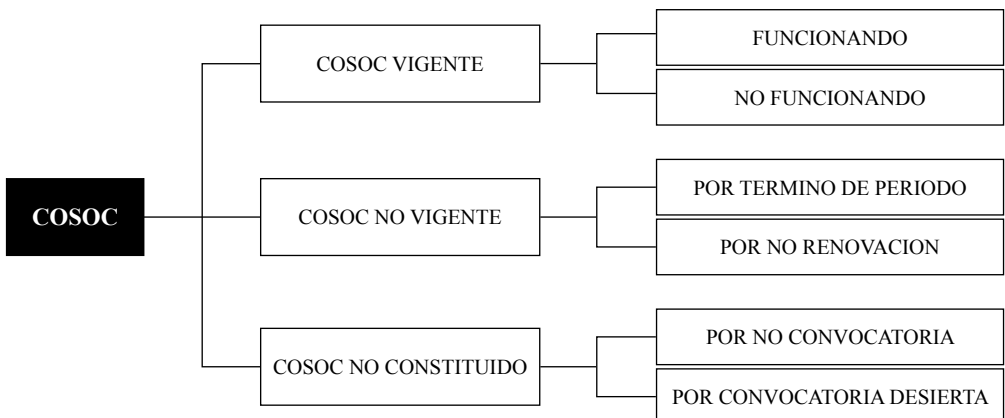 COSOC
COSOC VIGENTE
FUNCIONANDO
NO FUNCIONANDO
COSOC NO VIGENTE
POR TERMINO DE PERIODO
POR NO RENOVACION
COSOC NO CONSTITUIDO
POR NO CONVOCATORIA
POR CONVOCATORIA DESIERTA